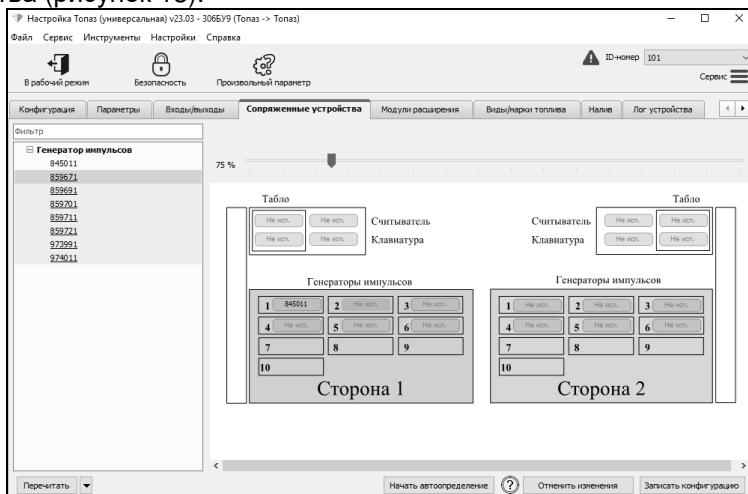 тва (рисунок 18).
Настройка Топаз (универсальная) v23.03 - 306БУ9 (Топаз -> Топаз)
Файл Сервис Инструменты Настройки Справка
В рабочий режим Безопасность Произвольный параметр ID-номер 101
Сервис
Конфигурация Параметры Входы/выходы Сопряженные устройства Модули расширения Виды/марки топлива Налив Лог устройства
Фильтр
Генератор импульсов
845011
859671
859691
859701
859711
859721
973991
974011
75 %
Табло Табло
Не исп. Не исп. Считыватель Считыватель Не исп. Не исп.
Не исп. Не исп. Клавиатура Клавиатура Не исп. Не исп.
Генераторы импульсов Генераторы импульсов
1 845011 2 Не исп. 3 Не исп. 1 Не исп. 2 Не исп. 3 Не исп.
4 Не исп. 5 Не исп. 6 Не исп. 4 Не исп. 5 Не исп. 6 Не исп.
7 8 9 7 8 9
10 10
Сторона 1 Сторона 2
Перечитать Начать автоопределение ? Отменить изменения Записать конфигурацию